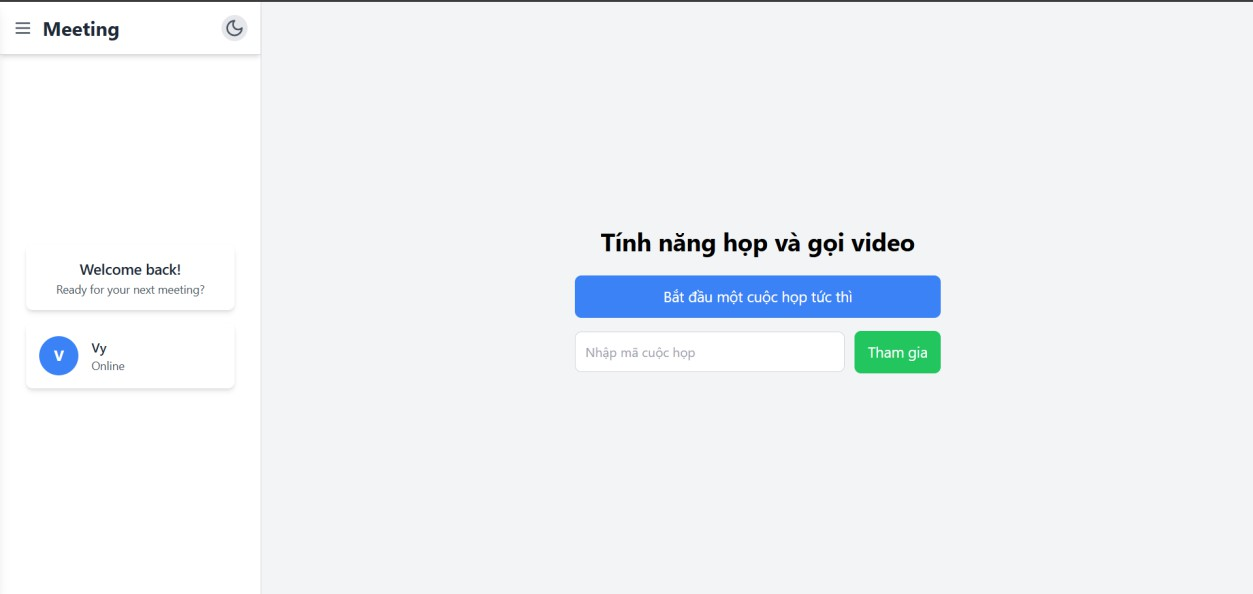 Meeting
Welcome back!
Ready for your next meeting?
V
Vy
Online
Tính năng họp và gọi video
Bắt đầu một cuộc họp tức thì
Nhập mã cuộc họp
Tham gia